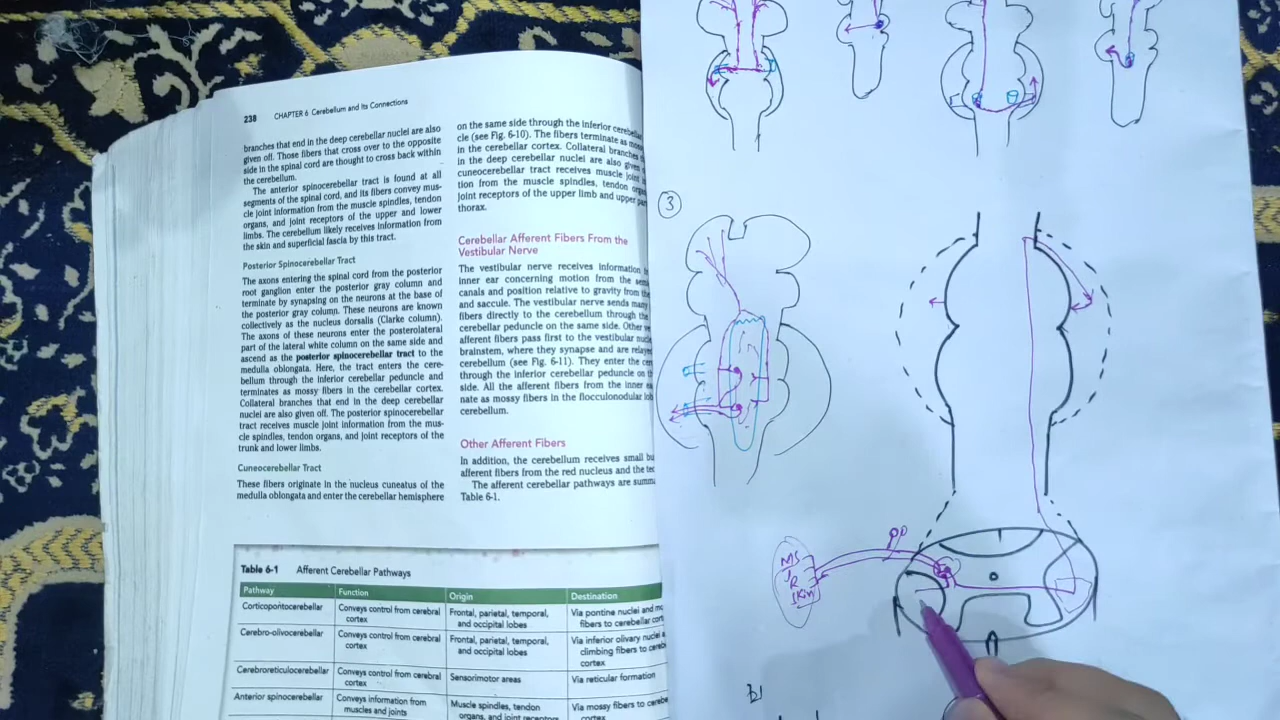 238
CHAPTER 6 Cerebellum and Its Connections
branches that end in the deep cerebellar nuclei are also
given off. Those fibers that cross over to the opposite
side in the spinal cord are thought to cross back within
the cerebellum.
The anterior spinocerebellar tract is found at all
segments of the spinal cord, and its fibers convey mus-
cle joint information from the muscle spindles, tendon
organs, and joint receptors of the upper and lower
limbs. The cerebellum likely receives information from
the skin and superficial fascia by this tract.
Posterior Spinocerebellar Tract
The axons entering the spinal cord from the posterior
root ganglion enter the posterior gray column and
terminate by synapsing on the neurons at the base of
the posterior gray column. These neurons are known
collectively as the nucleus dorsalis (Clarke column).
The axons of these neurons enter the posterolateral
part of the lateral white column on the same side and
ascend as the posterior spinocerebellar tract to the
medulla oblongata. Here, the tract enters the cere-
bellum through the inferior cerebellar peduncle and
terminates as mossy fibers in the cerebellar cortex.
Collateral branches that end in the deep cerebellar
nuclei are also given off. The posterior spinocerebellar
tract receives muscle joint information from the mus-
cle spindles, tendon organs, and joint receptors of the
trunk and lower limbs.
Cuneocerebellar Tract
These fibers originate in the nucleus cuneatus of the
medulla oblongata and enter the cerebellar hemisphere
on the same side through the inferior
cle (see Fig. 6-10). The fibers terminate as
in the cerebellar cortex. Collateral branches
in the deep cerebellar nuclei are also
cuneocerebellar tract receives muscle joint
tion from the muscle spindles, tendon
joint receptors of the upper limb and upper
thorax.
Cerebellar Afferent Fibers From the
Vestibular Nerve
The vestibular nerve receives information
inner ear concerning motion from the
canals and position relative to gravity from
and saccule. The vestibular nerve sends
fibers directly to the cerebellum through the
cerebellar peduncle on the same side. Other
afferent fibers pass first to the vestibular
brainstem, where they synapse and are
cerebellum (see Fig. 6-11). They enter the
through the inferior cerebellar peduncle on
side. All the afferent fibers from the inner
nate as mossy fibers in the flocculonodular
cerebellum.
Other Afferent Fibers
In addition, the cerebellum receives small
afferent fibers from the red nucleus and the
The afferent cerebellar pathways are
Table 6-1.
Table 6-1 Afferent Cerebellar Pathways
Pathway Function Origin Destination
Corticopontocerebellar Conveys control from cerebral cortex Frontal, parietal, temporal, and occipital lobes Via pontine nuclei and fibers to cerebellar
Cerebro-olivocerebellar Conveys control from cerebral cortex Frontal, parietal, temporal, and occipital lobes Via inferior olivary nuclei climbing fibers to cortex
Cerebroreticulocerebellar Conveys control from cerebral cortex Sensorimotor areas Via reticular formation
Anterior spinocerebellar Conveys information from muscles and joints Muscle spindles, tendon organs, and joint receptors Via mossy fibers to cortex
3
MS
JR
skin
PP
b)